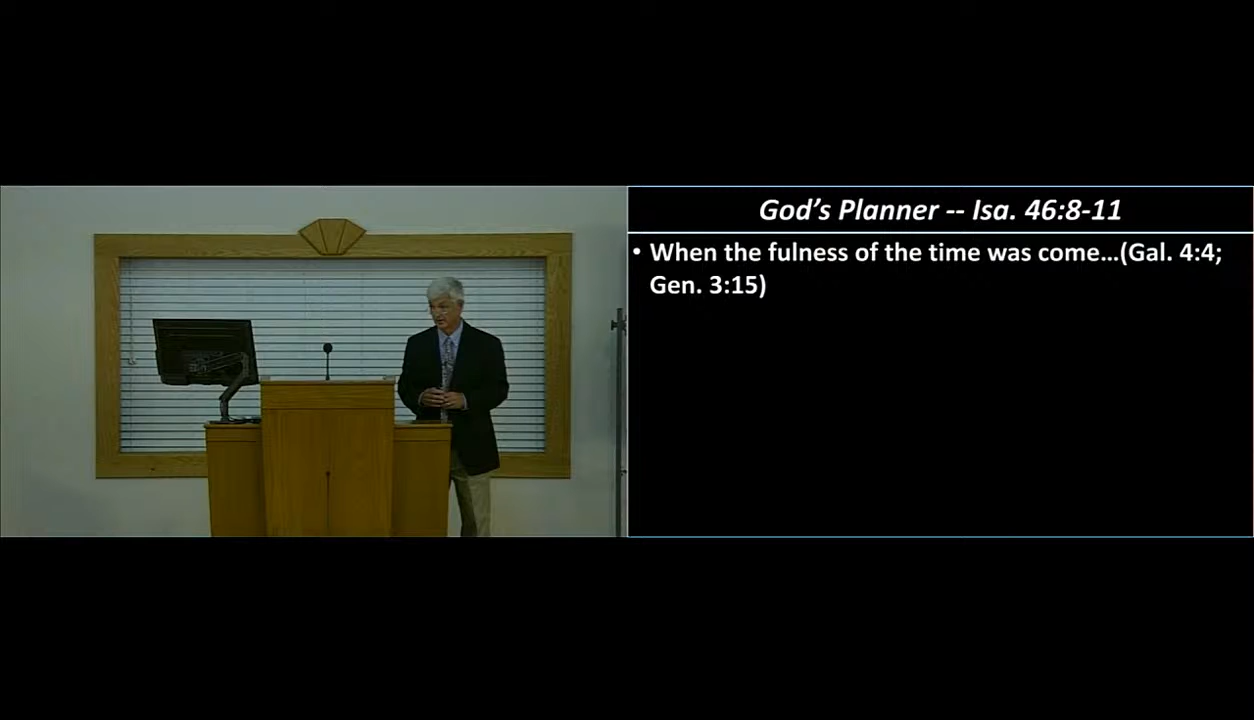 God's Planner -- Isa. 46:8-11
• When the fulness of the time was come...(Gal. 4:4;
Gen. 3:15)